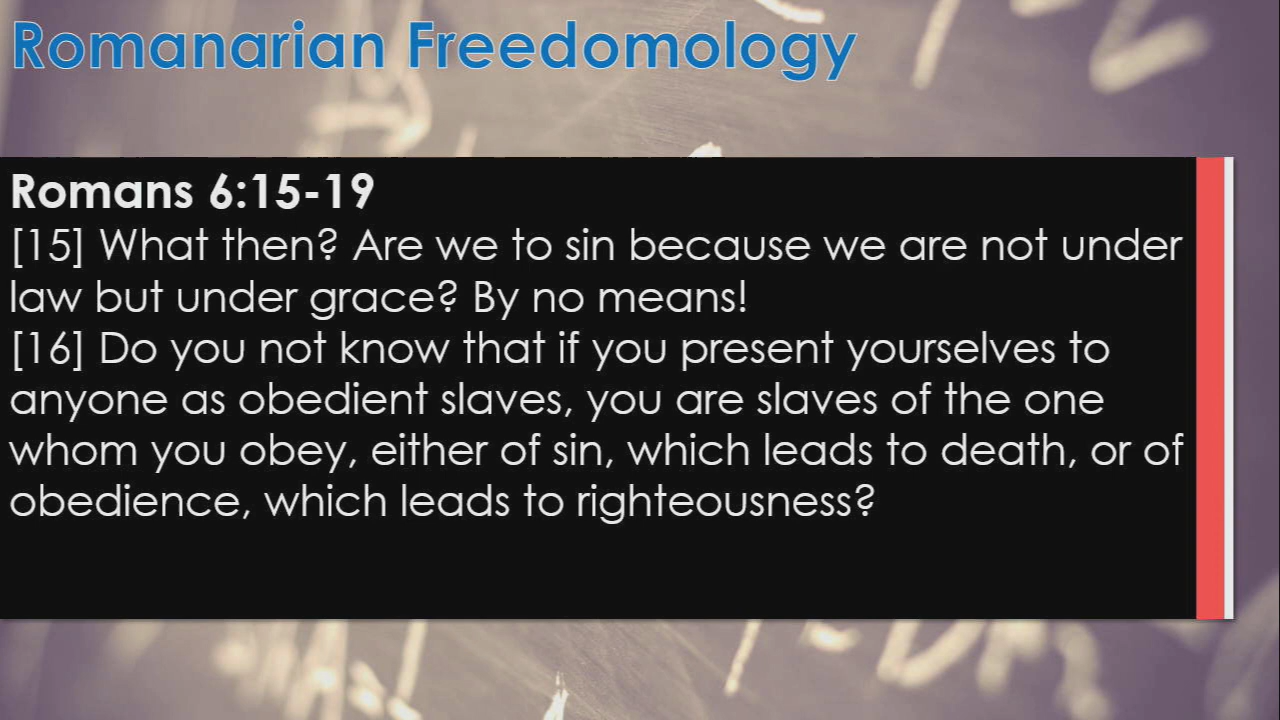 Romanarian Freedomology
Romans 6:15-19
[15] What then? Are we to sin because we are not under
law but under grace? By no means!
[16] Do you not know that if you present yourselves to
anyone as obedient slaves, you are slaves of the one
whom you obey, either of sin, which leads to death, or of
obedience, which leads to righteousness?